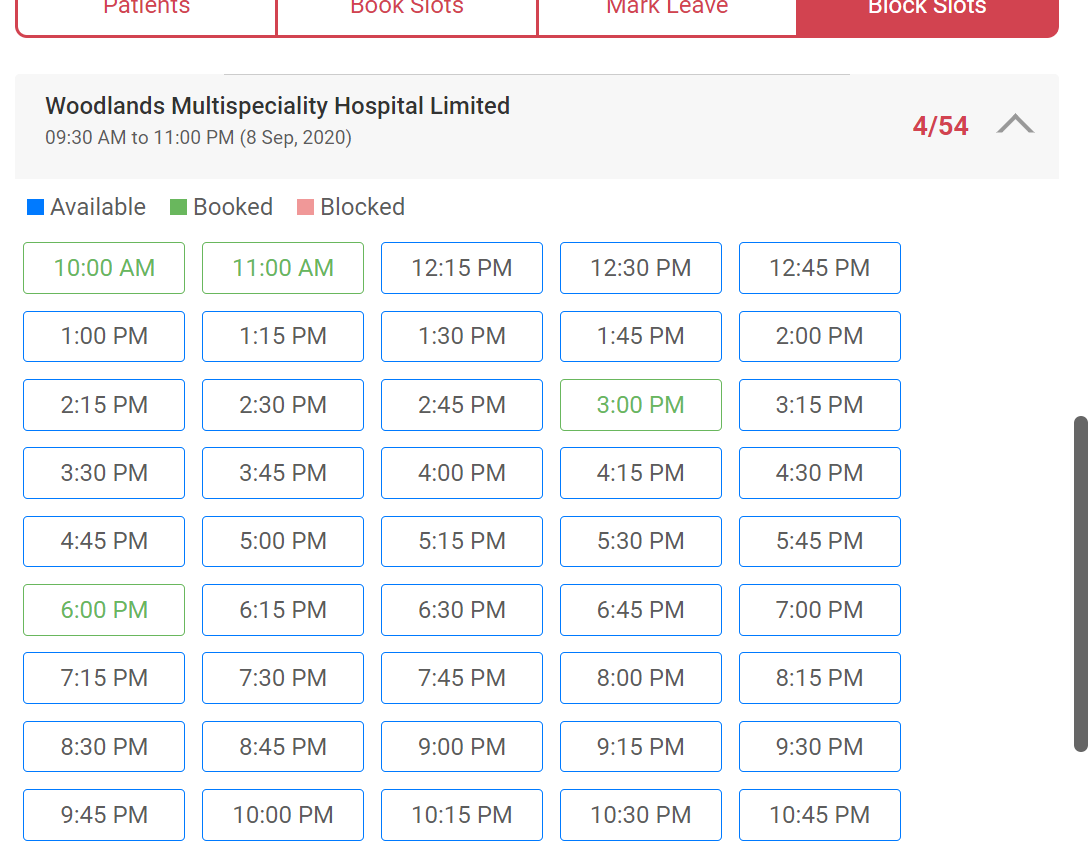 Patients Book Slots Mark Leave Block Slots
Woodlands Multispeciality Hospital Limited
09:30 AM to 11:00 PM (8 Sep, 2020)
4/54
Available Booked Blocked
10:00 AM 11:00 AM 12:15 PM 12:30 PM 12:45 PM
1:00 PM 1:15 PM 1:30 PM 1:45 PM 2:00 PM
2:15 PM 2:30 PM 2:45 PM 3:00 PM 3:15 PM
3:30 PM 3:45 PM 4:00 PM 4:15 PM 4:30 PM
4:45 PM 5:00 PM 5:15 PM 5:30 PM 5:45 PM
6:00 PM 6:15 PM 6:30 PM 6:45 PM 7:00 PM
7:15 PM 7:30 PM 7:45 PM 8:00 PM 8:15 PM
8:30 PM 8:45 PM 9:00 PM 9:15 PM 9:30 PM
9:45 PM 10:00 PM 10:15 PM 10:30 PM 10:45 PM